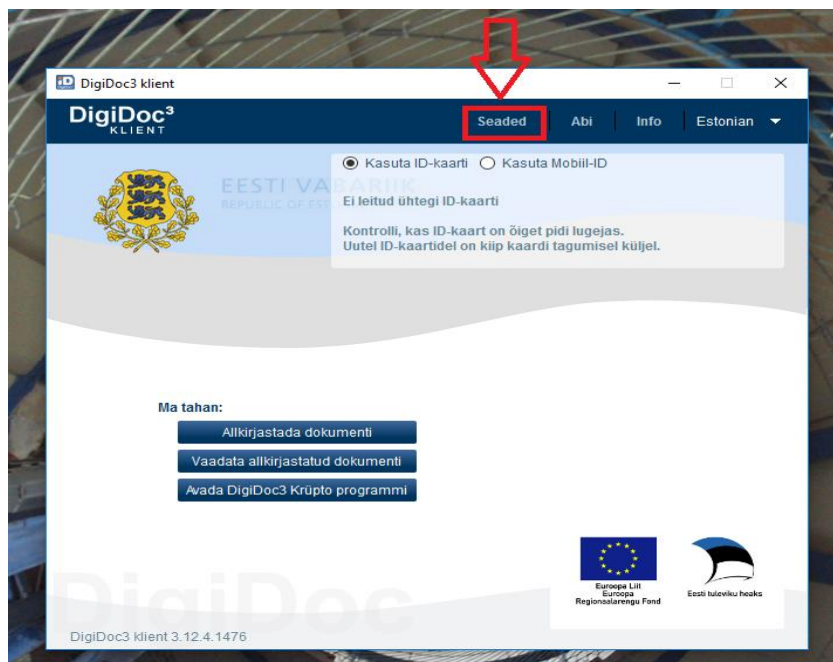 DigiDoc3 klient
DigiDoc³
KLIENT
Seaded
Abi
Info
Estonian
EESTI VABARIIK
REPUBLIC OF
Kasuta ID-kaarti
Kasuta Mobiil-ID
Ei leitud ühtegi ID-kaarti
Kontrolli, kas ID-kaart on õiget pidi lugejas.
Uutel ID-kaartidel on kiip kaardi tagumisel küljel.
Ma tahan:
Allkirjastada dokumenti
Vaadata allkirjastatud dokumenti
Avada DigiDoc3 Krüpto programmi
Euroopa Liit
Euroopa
Regionaalarengu Fond
Eesti tuleviku heaks
DigiDoc
DigiDoc3 klient 3.12.4.1476